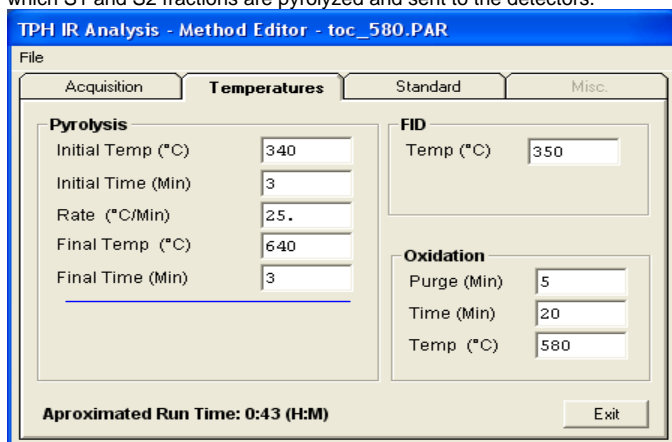 which S1 and S2 fractions are pyrolyzed and sent to the detectors.
TPH IR Analysis - Method Editor - toc_580.PAR
File
Acquisition Temperatures Standard Misc.
Pyrolysis
Initial Temp (°C) 340
Initial Time (Min) 3
Rate (°C/Min) 25.
Final Temp (°C) 640
Final Time (Min) 3
FID
Temp (°C) 350
Oxidation
Purge (Min) 5
Time (Min) 20
Temp (°C) 580
Aproximated Run Time: 0:43 (H:M)
Exit